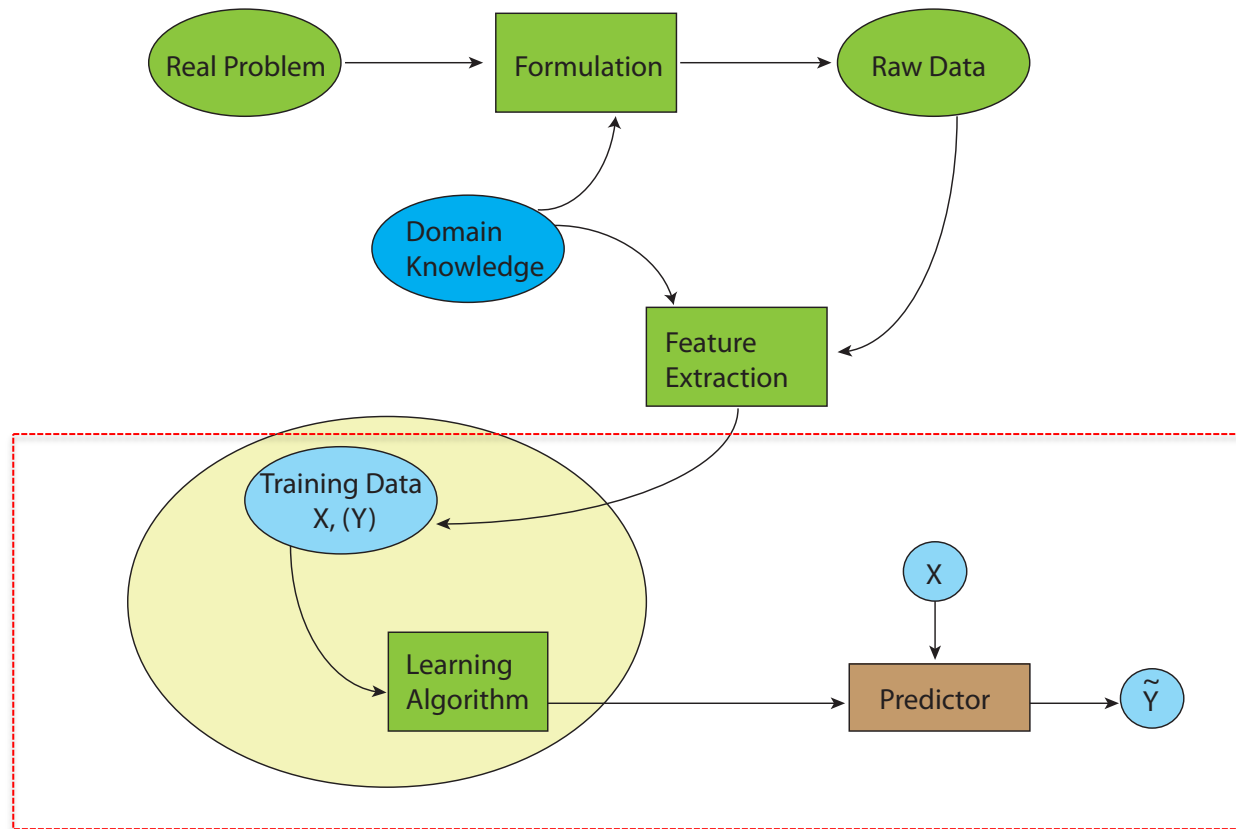 Real Problem
Formulation
Raw Data
Domain
Knowledge
Feature
Extraction
Training Data
X, (Y)
X
Learning
Algorithm
Predictor
Ỹ